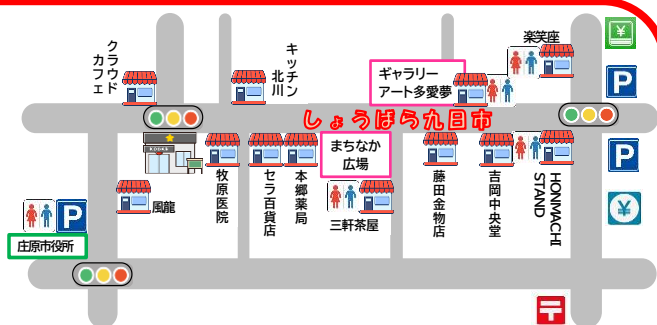 楽笑座
クラウド
カフェ
キッチン
北川
ギャラリー
アート多愛夢
しょうばら九日市
まちなか
広場
牧原医院
セラ百貨店
本郷薬局
藤田金物店
吉岡中央堂
HONMACHI
STAND
風龍
三軒茶屋
P
P
P
庄原市役所